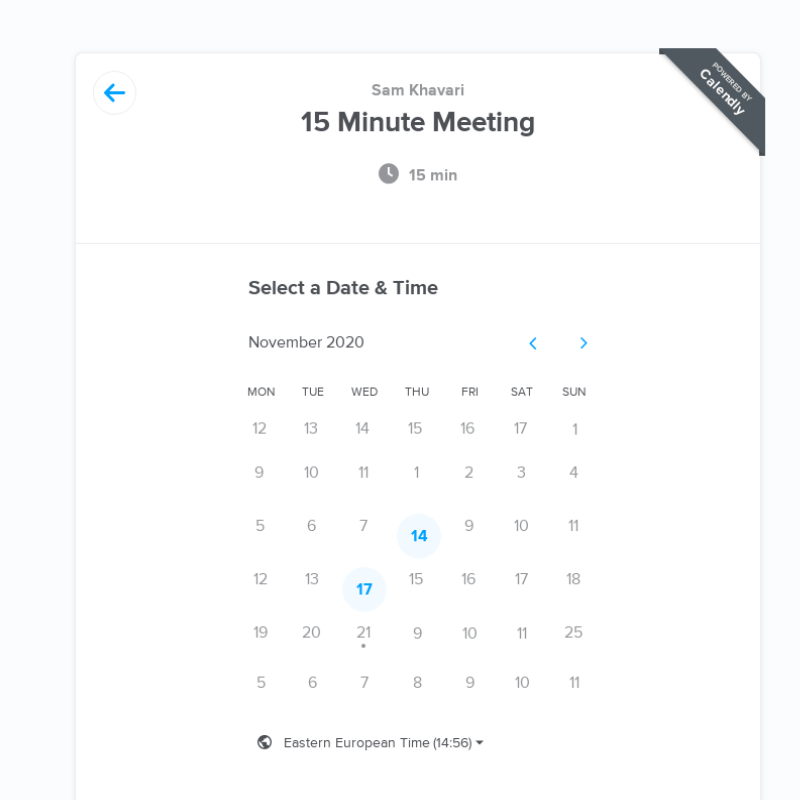 POWERED BY
Calendly
Sam Khavari
15 Minute Meeting
15 min
Select a Date & Time
November 2020
MON TUE WED THU FRI SAT SUN
12 13 14 15 16 17 1
9 10 11 1 2 3 4
5 6 7 14 9 10 11
12 13 17 15 16 17 18
19 20 21 9 10 11 25
5 6 7 8 9 10 11
Eastern European Time (14:56)